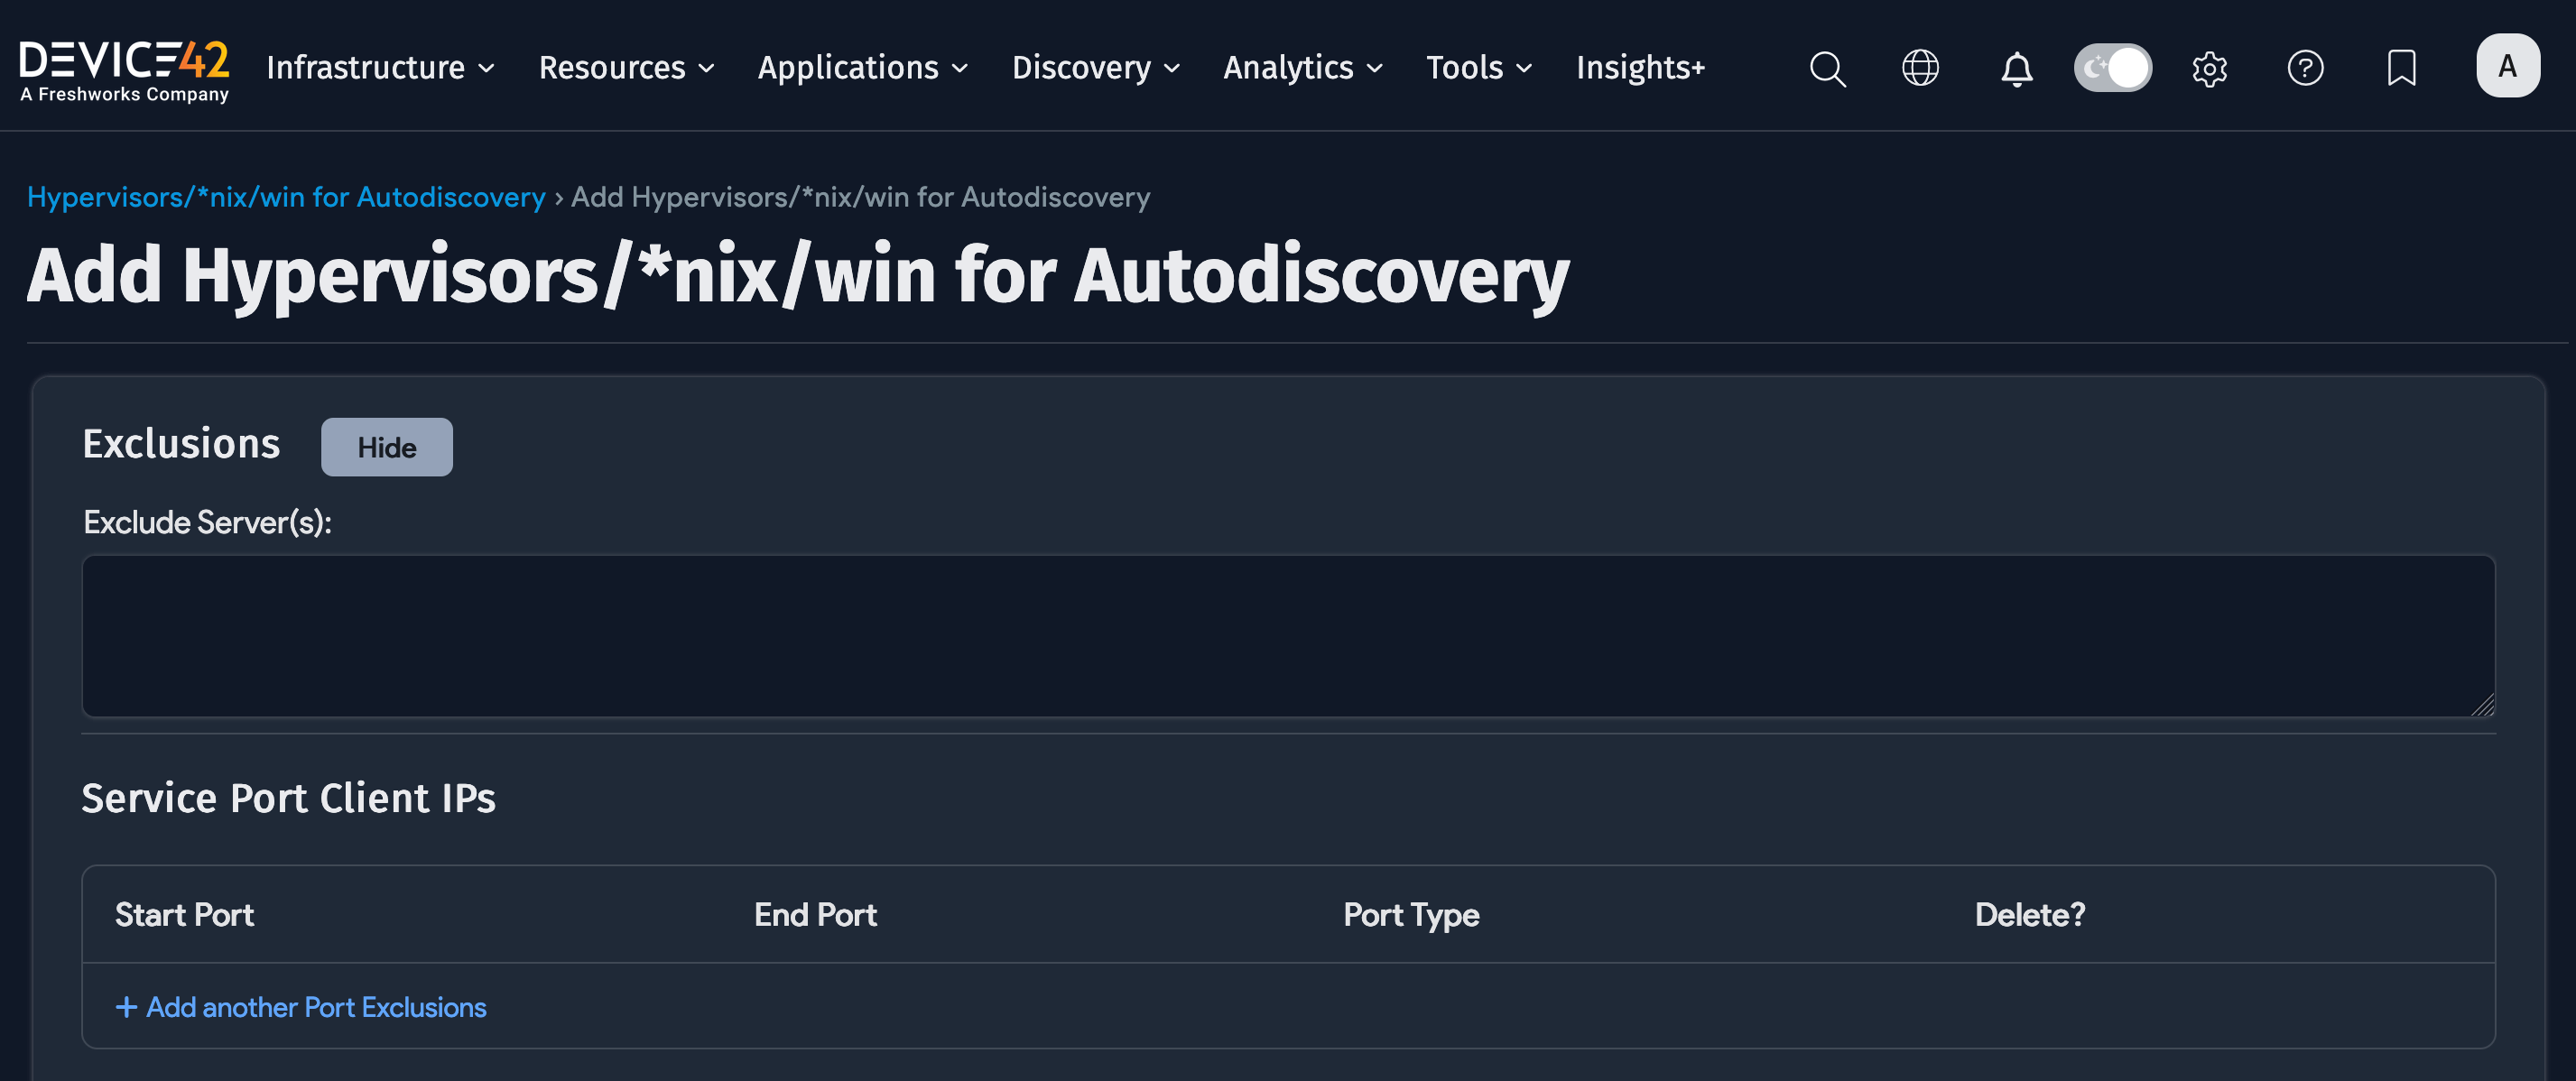 DEVICE42
A Freshworks Company
Infrastructure
Resources
Applications
Discovery
Analytics
Tools
Insights+
A
Hypervisors/*nix/win for Autodiscovery › Add Hypervisors/*nix/win for Autodiscovery
Add Hypervisors/*nix/win for Autodiscovery
Exclusions
Hide
Exclude Server(s):
Service Port Client IPs
Start Port
End Port
Port Type
Delete?
+ Add another Port Exclusions